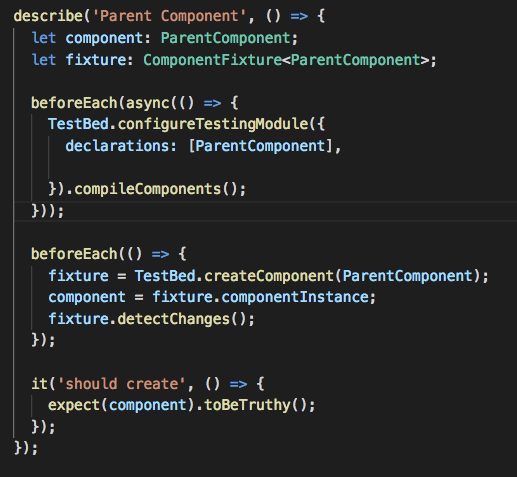 describe('Parent Component', () => {
  let component: ParentComponent;
  let fixture: ComponentFixture<ParentComponent>;

  beforeEach(async(() => {
    TestBed.configureTestingModule({
      declarations: [ParentComponent],

    }).compileComponents();
  }));

  beforeEach(() => {
    fixture = TestBed.createComponent(ParentComponent);
    component = fixture.componentInstance;
    fixture.detectChanges();
  });

  it('should create', () => {
    expect(component).toBeTruthy();
  });
});